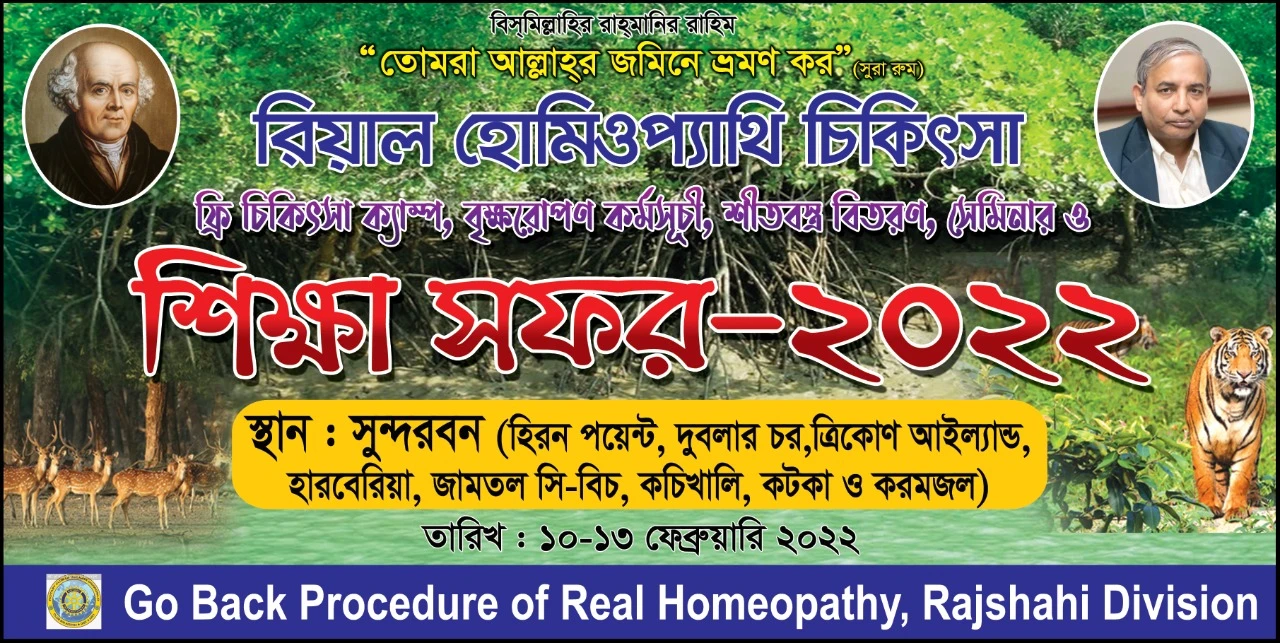 বিস্‌মিল্লাহির রাহ্‌মানির রাহিম
“তোমরা আল্লাহ্‌র জমিনে ভ্রমণ কর” (সুরা রুম)
রিয়াল হোমিওপ্যাথি চিকিৎসা
ফ্রি চিকিৎসা ক্যাম্প, বৃক্ষরোপণ কর্মসূচী, শীতবস্ত্র বিতরণ, সেমিনার ও
শিক্ষা সফর-২০২২
স্থান : সুন্দরবন (হিরন পয়েন্ট, দুবলার চর,ত্রিকোণ আইল্যান্ড,
হারবেরিয়া, জামতল সি-বিচ, কচিখালি, কটকা ও করমজল)
তারিখ : ১০-১৩ ফেব্রুয়ারি ২০২২
Go Back Procedure of Real Homeopathy, Rajshahi Division